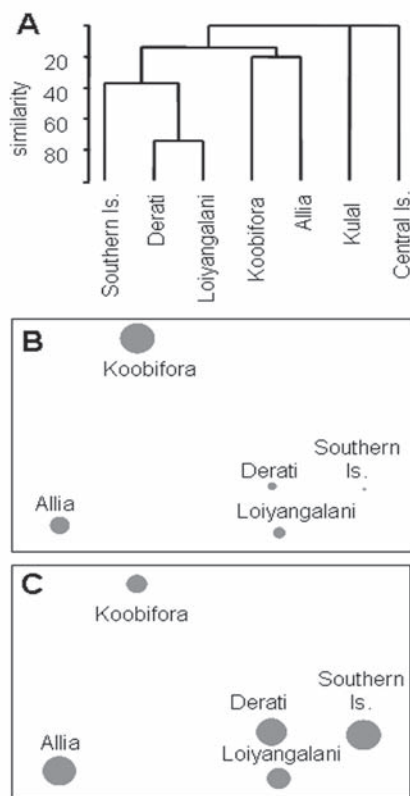 A
similarity
20
40
60
80
Southern Is.
Derati
Loiyangalani
Koobifora
Allia
Kulal
Central Is.
B
Koobifora
Southern
Is.
Derati
Allia
Loiyangalani
C
Koobifora
Southern
Is.
Derati
Allia
Loiyangalani